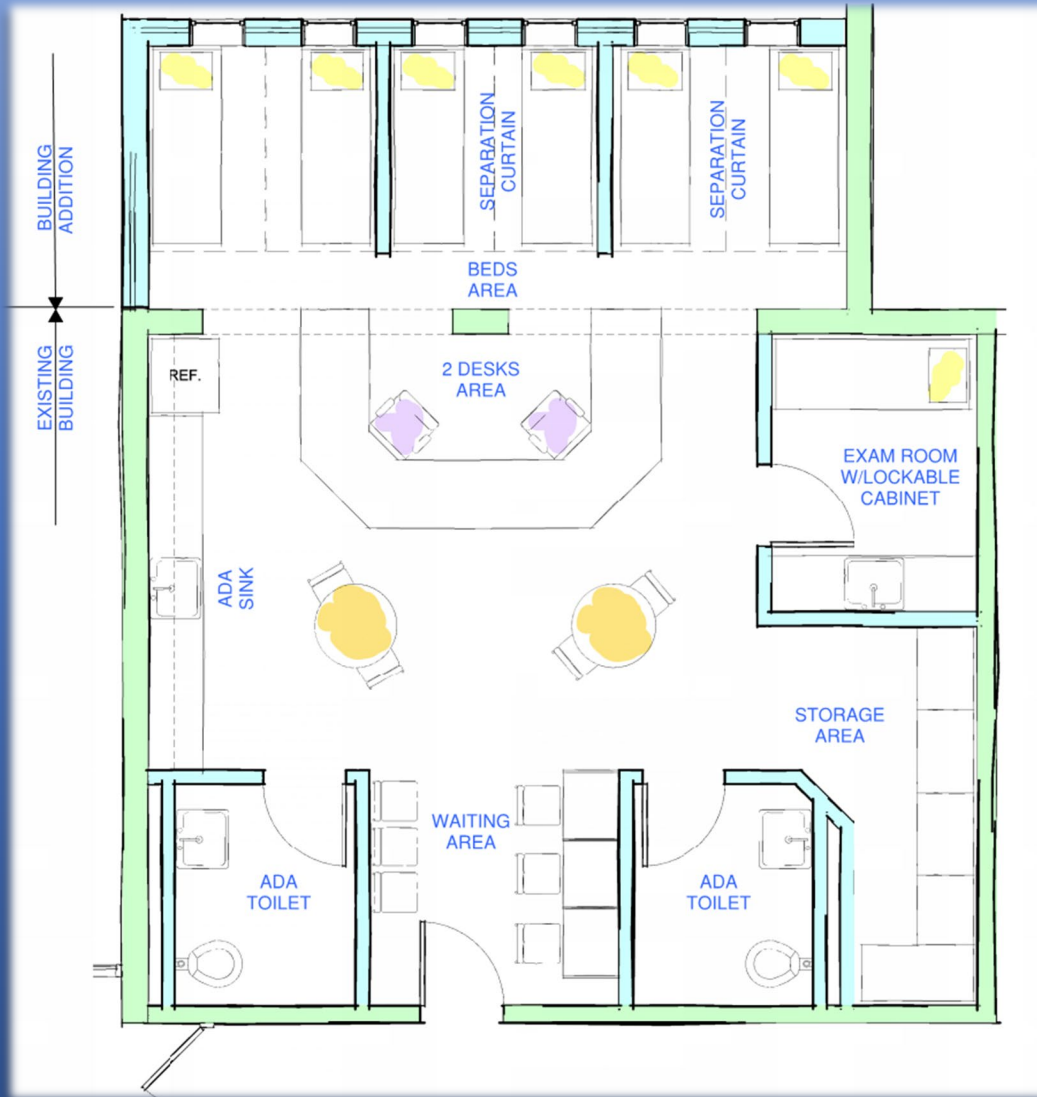 BUILDING
ADDITION
SEPARATION
CURTAIN
SEPARATION
CURTAIN
BEDS
AREA
EXISTING
BUILDING
REF.
2 DESKS
AREA
EXAM ROOM
W/LOCKABLE
CABINET
ADA
SINK
STORAGE
AREA
WAITING
AREA
ADA
TOILET
ADA
TOILET